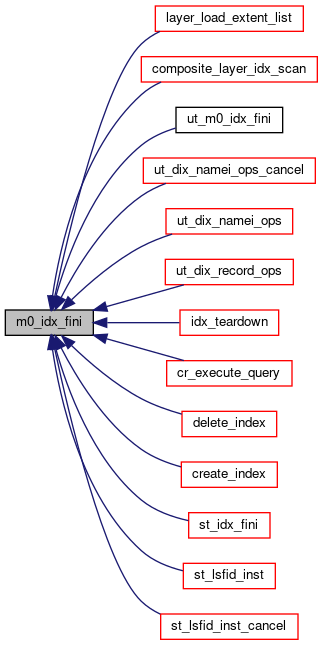 layer_load_extent_list
composite_layer_idx_scan
ut_m0_idx_fini
ut_dix_namei_ops_cancel
ut_dix_namei_ops
ut_dix_record_ops
m0_idx_fini
idx_teardown
cr_execute_query
delete_index
create_index
st_idx_fini
st_lsfid_inst
st_lsfid_inst_cancel